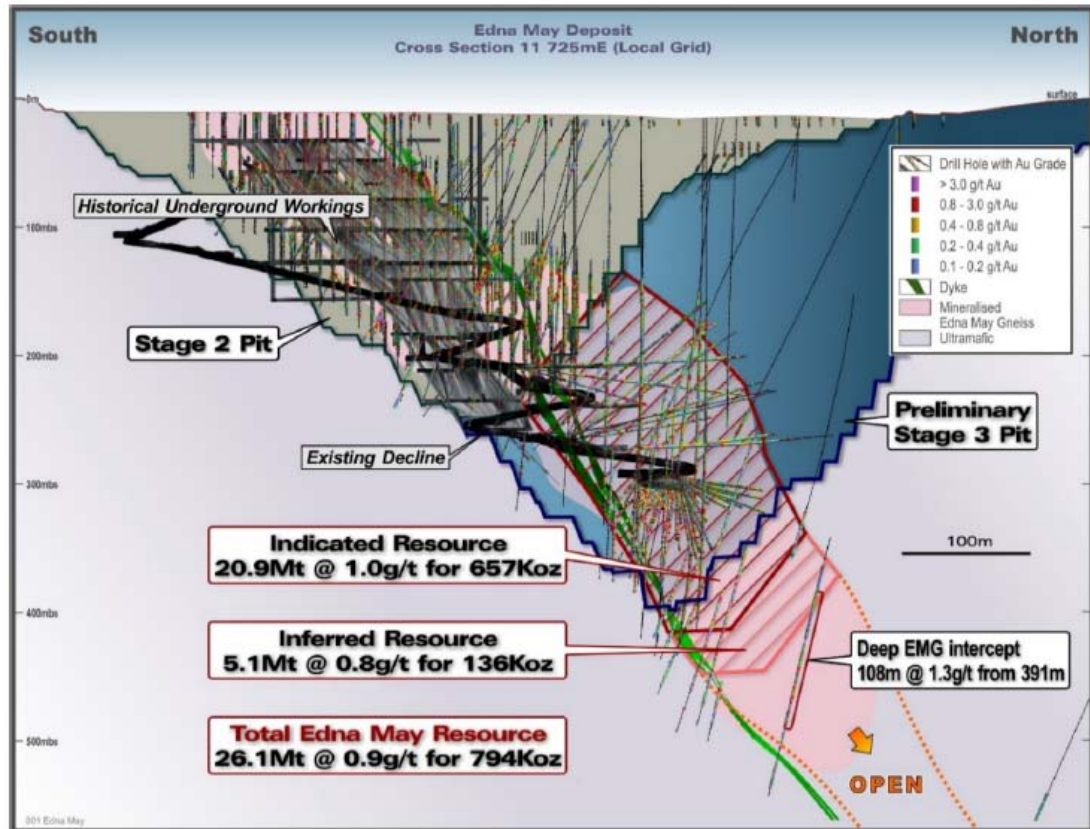 South
Edna May Deposit
Cross Section 11 725mE (Local Grid)
North
0m
surface
Drill Hole with Au Grade
> 3.0 g/t Au
0.8 - 3.0 g/t Au
0.4 - 0.8 g/t Au
0.2 - 0.4 g/t Au
0.1 - 0.2 g/t Au
Dyke
Mineralised
Edna May Gneiss
Ultramafic
Historical Underground Workings
100mbs
Stage 2 Pit
200mbs
Preliminary
Stage 3 Pit
Existing Decline
300mbs
100m
Indicated Resource
20.9Mt @ 1.0g/t for 657Koz
400mbs
Inferred Resource
5.1Mt @ 0.8g/t for 136Koz
Deep EMG intercept
108m @ 1.3g/t from 391m
Total Edna May Resource
26.1Mt @ 0.9g/t for 794Koz
500mbs
OPEN
001 Edna May